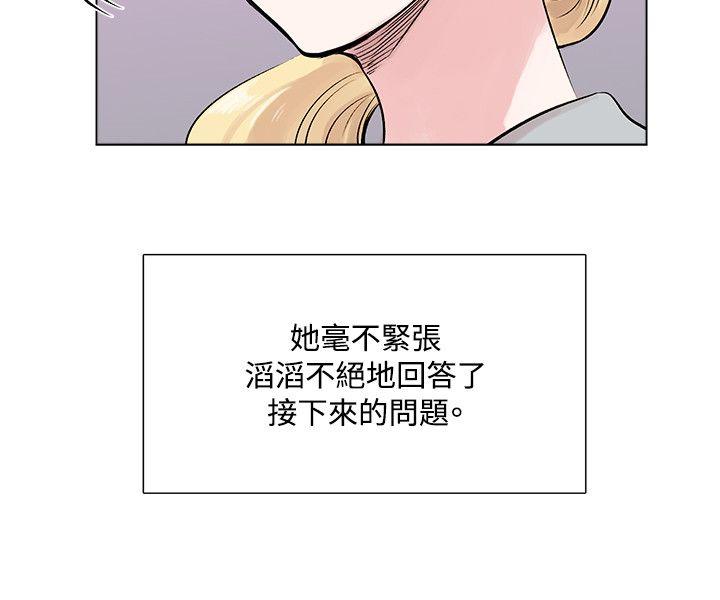 她毫不緊張
滔滔不絕地回答了
接下來的問題。